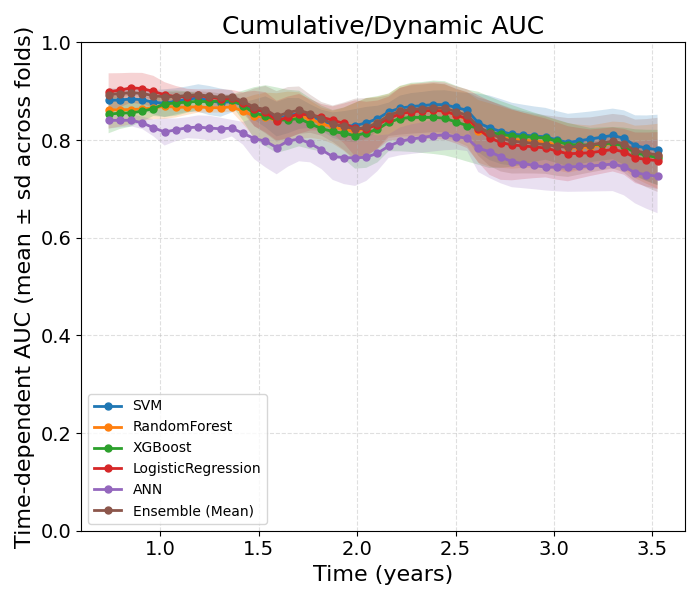 Cumulative/Dynamic AUC
Time-dependent AUC (mean ± sd across folds)
1.0
0.8
0.6
0.4
0.2
0.0
SVM
RandomForest
XGBoost
LogisticRegression
ANN
Ensemble (Mean)
1.0 1.5 2.0 2.5 3.0 3.5
Time (years)